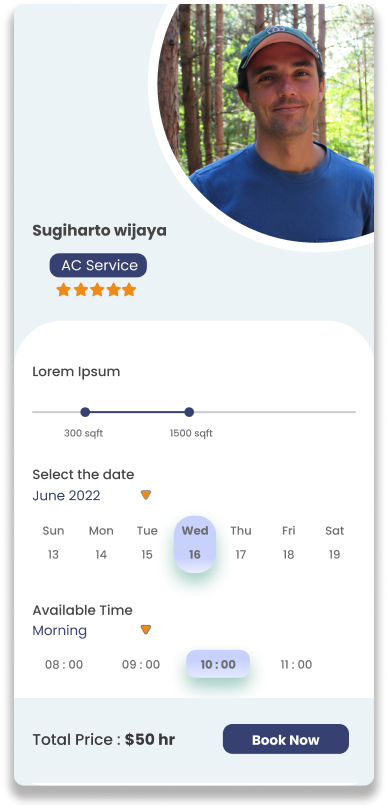 Sugiharto wijaya
AC Service
Lorem Ipsum
300 sqft 1500 sqft
Select the date
June 2022
Sun Mon Tue Wed Thu Fri Sat
13 14 15 16 17 18 19
Available Time
Morning
08 : 00 09 : 00 10 : 00 11 : 00
Total Price : $50 hr Book Now